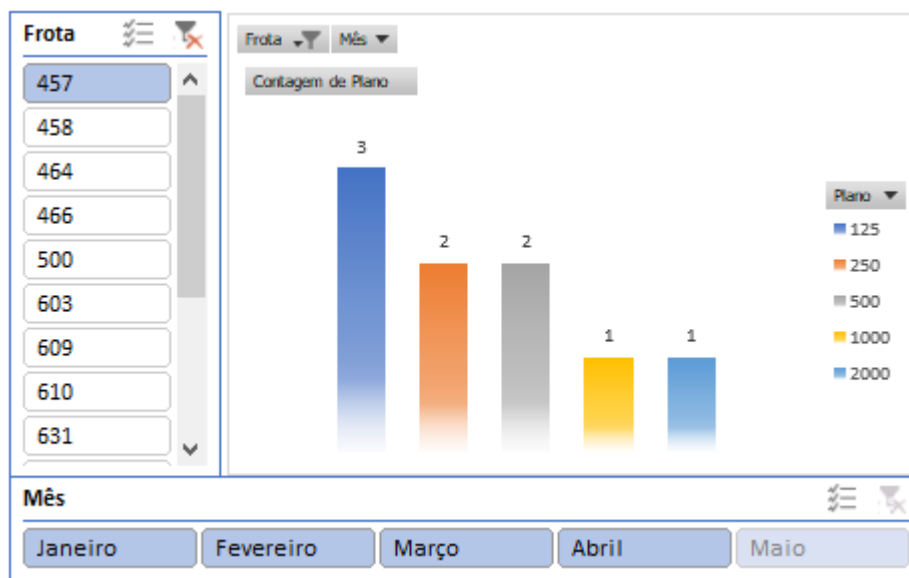 Frota
457
458
464
466
500
603
609
610
631
Frota Mês
Contagem de Plano
3
2 2
1 1
Plano
125
250
500
1000
2000
Mês
Janeiro Fevereiro Março Abril Maio